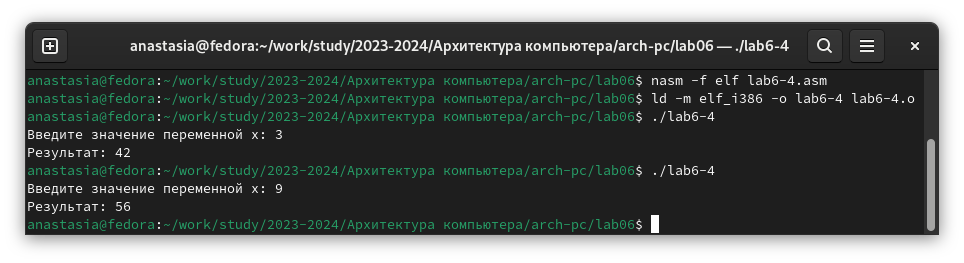 anastasia@fedora:~/work/study/2023-2024/Архитектура компьютера/arch-pc/lab06 — ./lab6-4
anastasia@fedora:~/work/study/2023-2024/Архитектура компьютера/arch-pc/lab06$ nasm -f elf lab6-4.asm
anastasia@fedora:~/work/study/2023-2024/Архитектура компьютера/arch-pc/lab06$ ld -m elf_i386 -o lab6-4 lab6-4.o
anastasia@fedora:~/work/study/2023-2024/Архитектура компьютера/arch-pc/lab06$ ./lab6-4
Введите значение переменной x: 3
Результат: 42
anastasia@fedora:~/work/study/2023-2024/Архитектура компьютера/arch-pc/lab06$ ./lab6-4
Введите значение переменной x: 9
Результат: 56
anastasia@fedora:~/work/study/2023-2024/Архитектура компьютера/arch-pc/lab06$